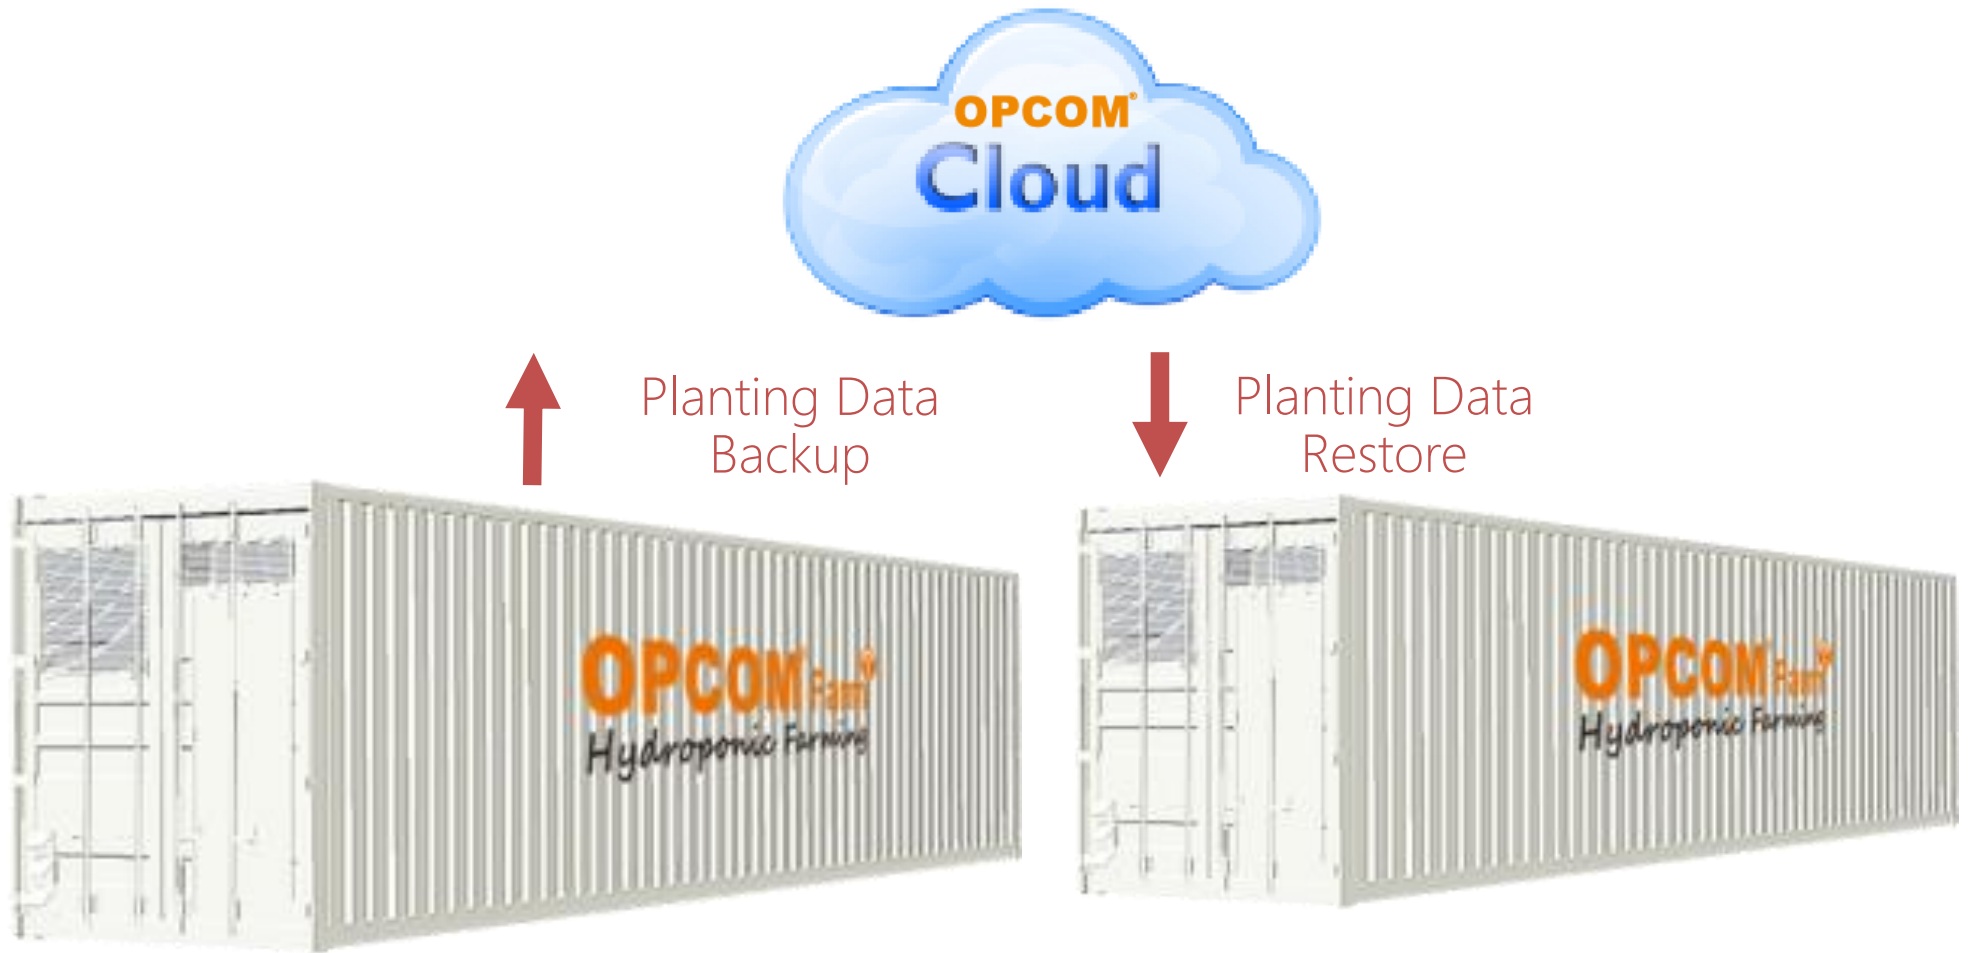 OPCOM®
Cloud
Planting Data
Backup
Planting Data
Restore
OPCOM Farm
Hydroponic Farming
OPCOM Farm
Hydroponic Farming